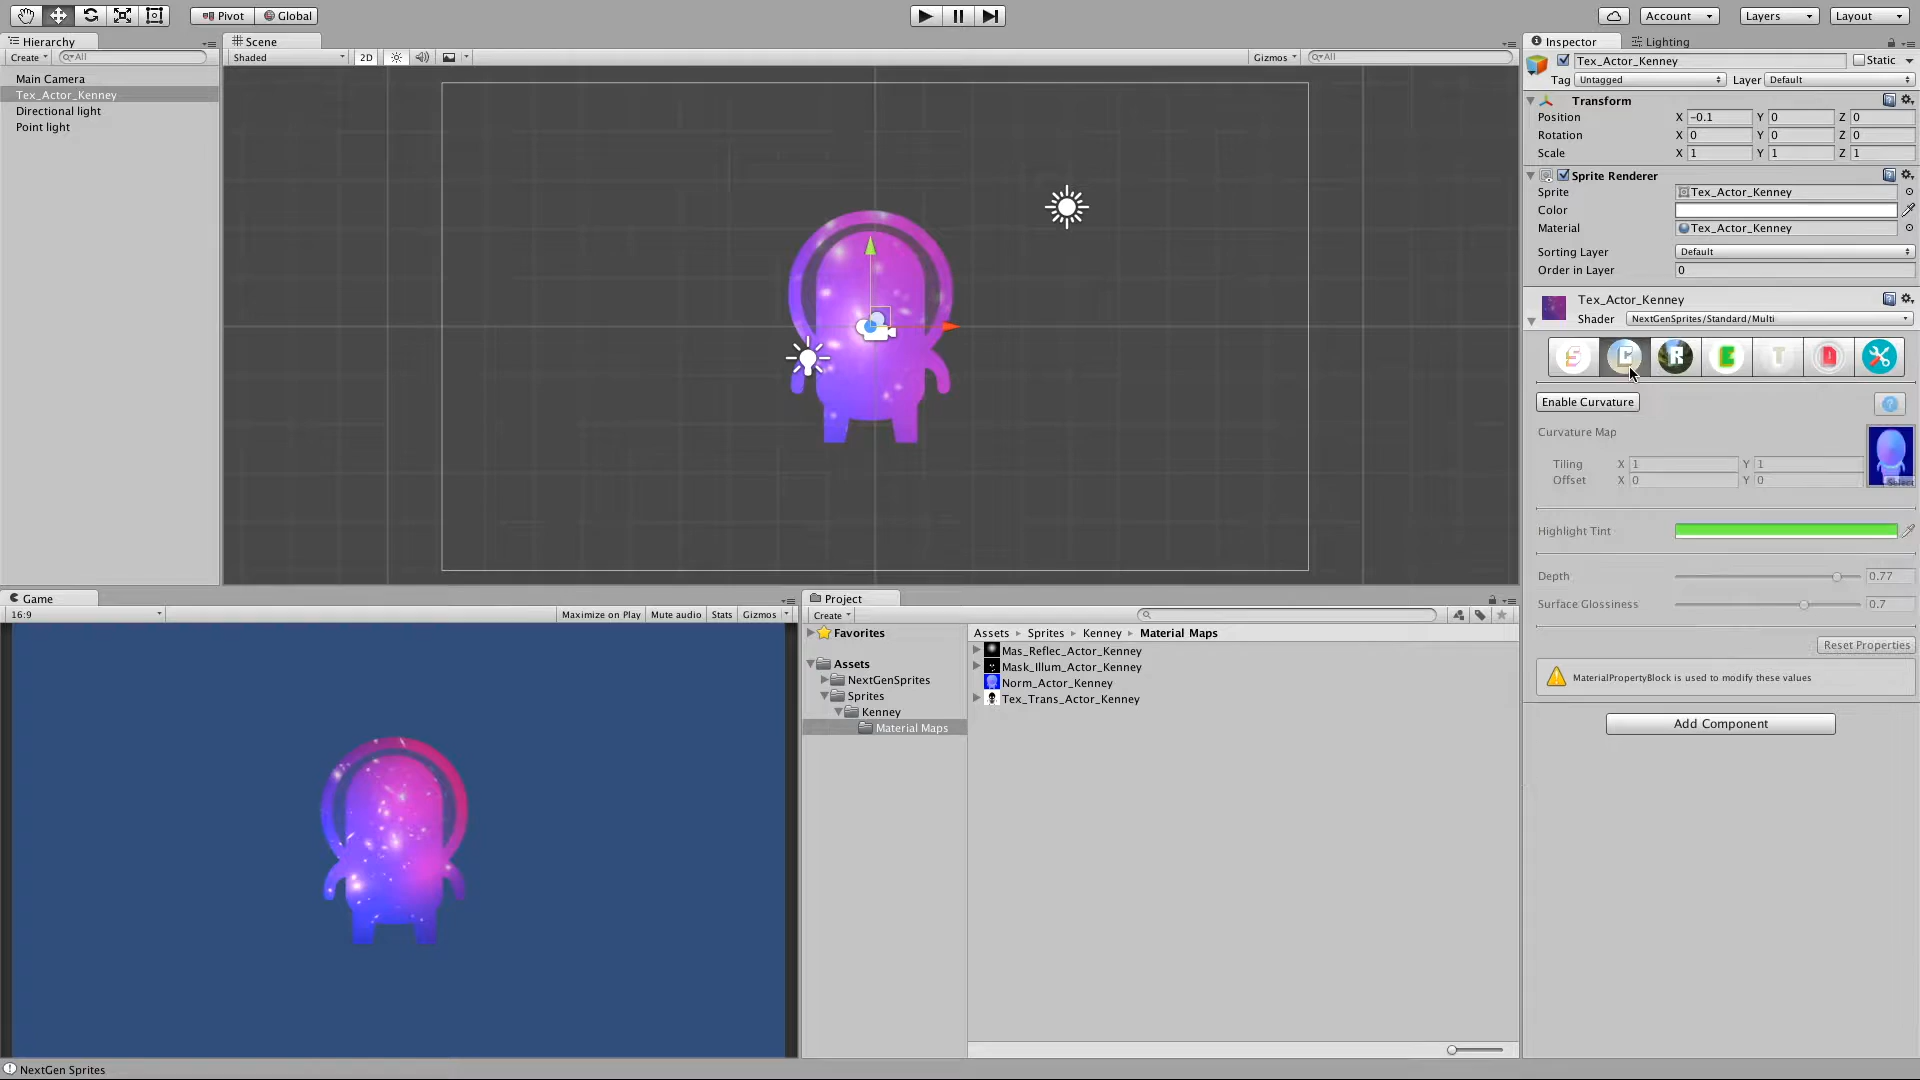 Pivot Global Account Layers Layout
Hierarchy
Create All
Main Camera
Tex_Actor_Kenney
Directional light
Point light
Scene
Shaded 2D Gizmos All
Inspector Lighting
Tex_Actor_Kenney Static
Tag Untagged Layer Default
Transform
Position X -0.1 Y 0 Z 0
Rotation X 0 Y 0 Z 0
Scale X 1 Y 1 Z 1
Sprite Renderer
Sprite Tex_Actor_Kenney
Color
Material Tex_Actor_Kenney
Sorting Layer Default
Order in Layer 0
Tex_Actor_Kenney
Shader NextGenSprites/Standard/Multi
S C R E T D
Enable Curvature ?
Curvature Map
Tiling X 1 Y 1
Offset X 0 Y 0
Select
Highlight Tint
Depth 0.77
Surface Glossiness 0.7
Reset Properties
MaterialPropertyBlock is used to modify these values
Add Component
Game
16:9 Maximize on Play Mute audio Stats Gizmos
Project
Create
Favorites
Assets
NextGenSprites
Sprites
Kenney
Material Maps
Assets Sprites Kenney Material Maps
Mas_Reflec_Actor_Kenney
Mask_Illum_Actor_Kenney
Norm_Actor_Kenney
Tex_Trans_Actor_Kenney
NextGen Sprites